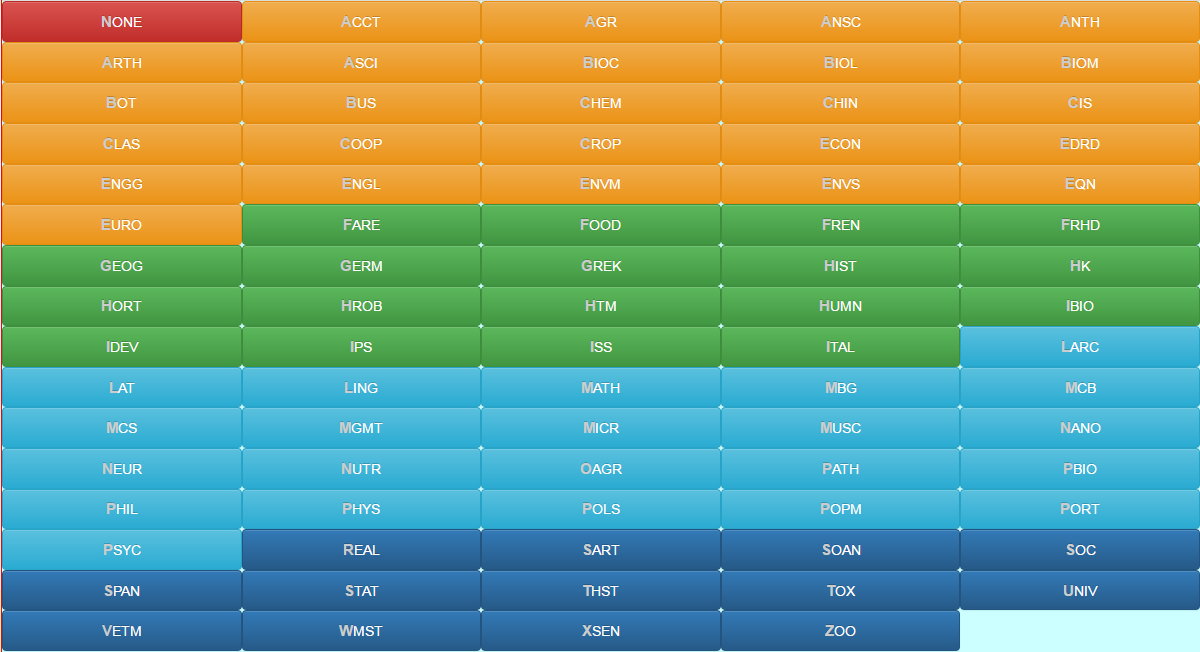 NONE ACCT AGR ANSC ANTH
ARTH ASCI BIOC BIOL BIOM
BOT BUS CHEM CHIN CIS
CLAS COOP CROP ECON EDRD
ENGG ENGL ENVM ENVS EQN
EURO FARE FOOD FREN FRHD
GEOG GERM GREK HIST HK
HORT HROB HTM HUMN IBIO
IDEV IPS ISS ITAL LARC
LAT LING MATH MBG MCB
MCS MGMT MICR MUSC NANO
NEUR NUTR OAGR PATH PBIO
PHIL PHYS POLS POPM PORT
PSYC REAL SART SOAN SOC
SPAN STAT THST TOX UNIV
VETM WMST XSEN ZOO